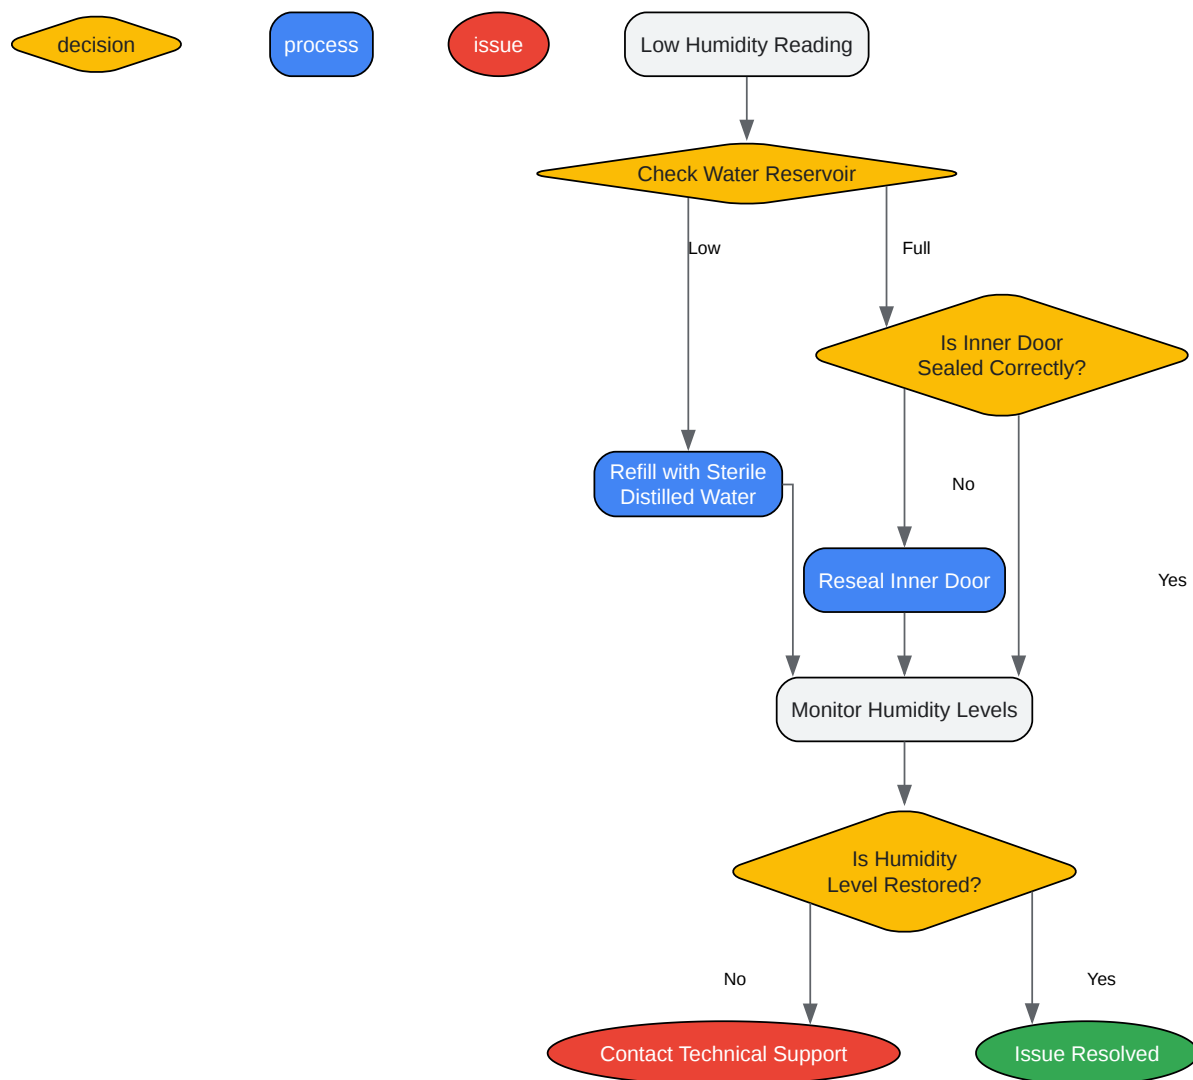 decision
process
issue
Low Humidity Reading
Check Water Reservoir
Low
Full
Is Inner Door
Sealed Correctly?
Refill with Sterile
Distilled Water
No
Reseal Inner Door
Yes
Monitor Humidity Levels
Is Humidity
Level Restored?
No
Yes
Contact Technical Support
Issue Resolved